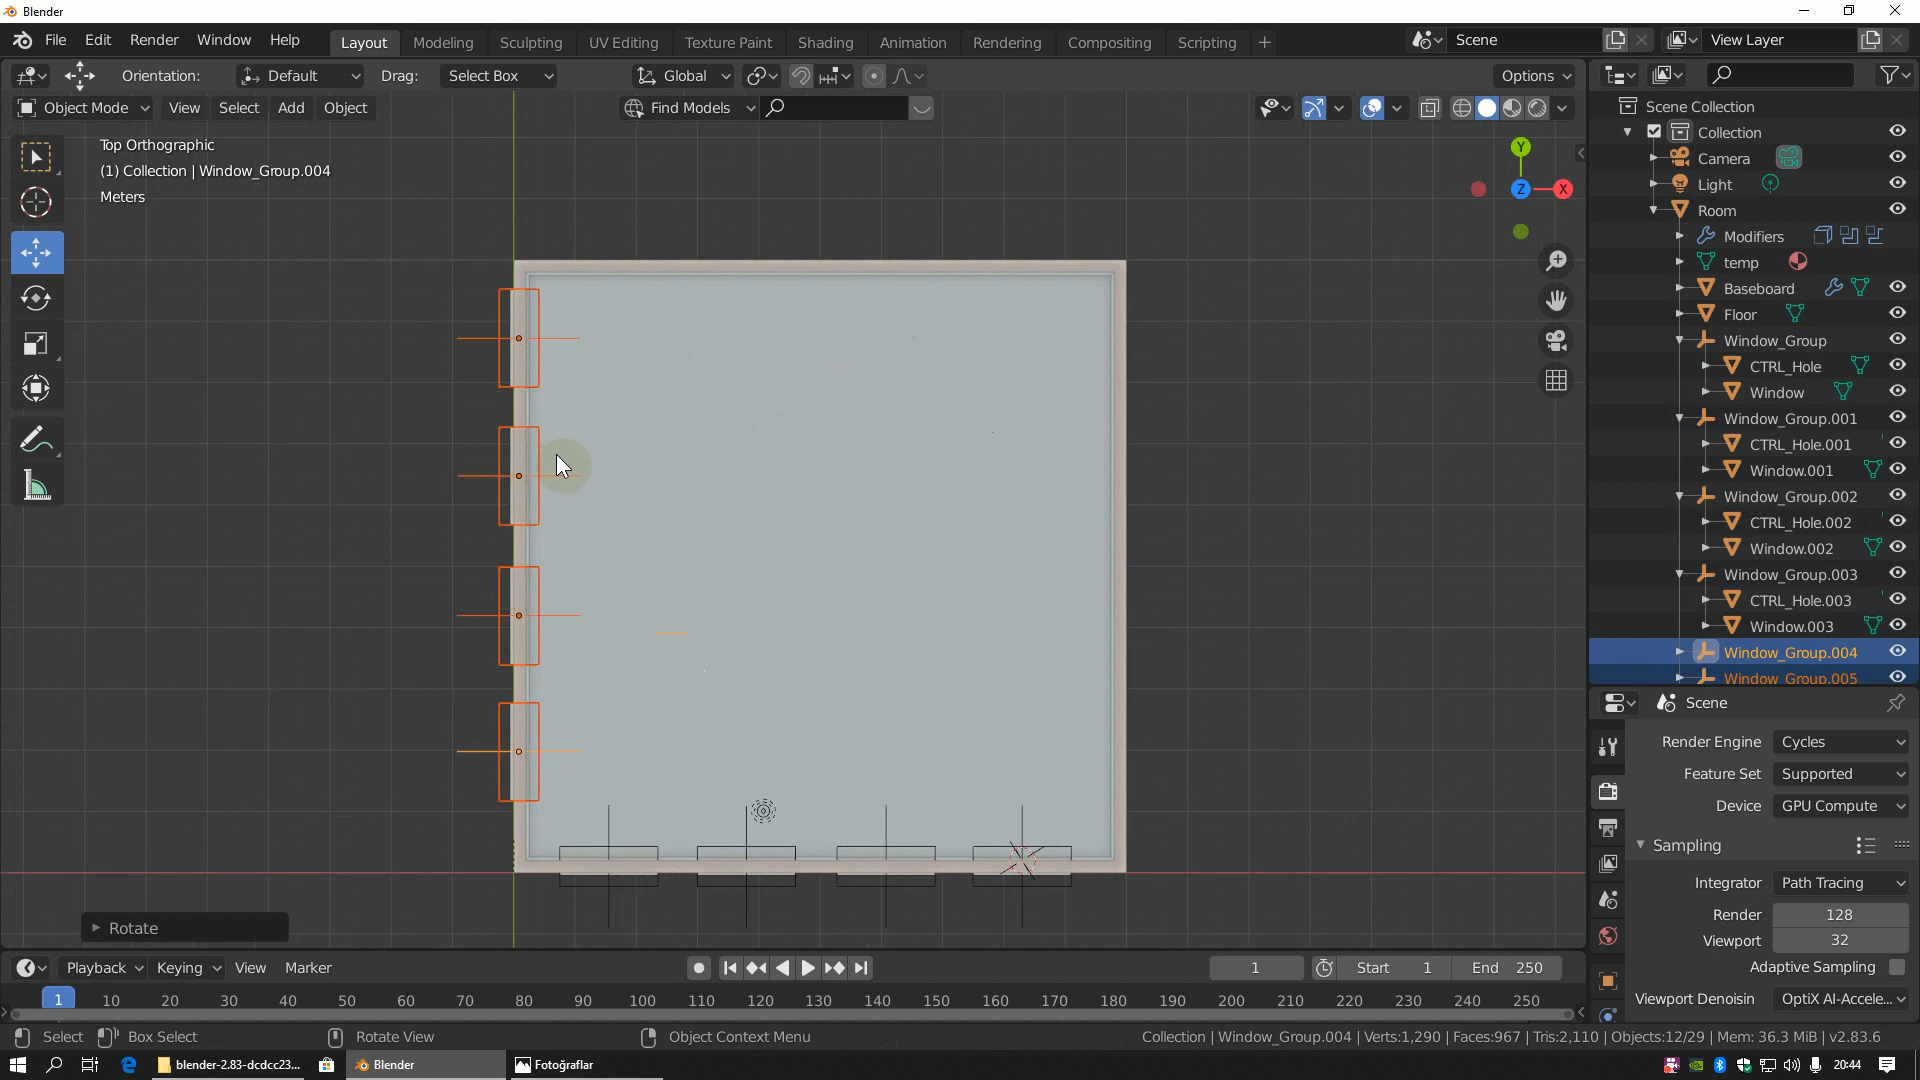 Blender
File Edit Render Window Help
Layout Modeling Sculpting UV Editing Texture Paint Shading Animation Rendering Compositing Scripting +
Scene
View Layer
Orientation: Default Drag: Select Box
Global
Options
Object Mode View Select Add Object
Find Models
Top Orthographic
(1) Collection | Window_Group.004
Meters
Y
Z
X
Rotate
Scene Collection
Collection
Camera
Light
Room
Modifiers
temp
Baseboard
Floor
Window_Group
CTRL_Hole
Window
Window_Group.001
CTRL_Hole.001
Window.001
Window_Group.002
CTRL_Hole.002
Window.002
Window_Group.003
CTRL_Hole.003
Window.003
Window_Group.004
Window_Group.005
Scene
Render Engine Cycles
Feature Set Supported
Device GPU Compute
Sampling
Integrator Path Tracing
Render 128
Viewport 32
Adaptive Sampling
Viewport Denoisin OptiX AI-Accele...
Playback Keying View Marker
1 Start 1 End 250
1 10 20 30 40 50 60 70 80 90 100 110 120 130 140 150 160 170 180 190 200 210 220 230 240 250
Select Box Select Rotate View Object Context Menu
Collection | Window_Group.004 | Verts:1,290 | Faces:967 | Tris:2,110 | Objects:12/29 | Mem: 36.3 MiB | v2.83.6
blender-2.83-dcdcc23... Blender Fotoğraflar
20:44